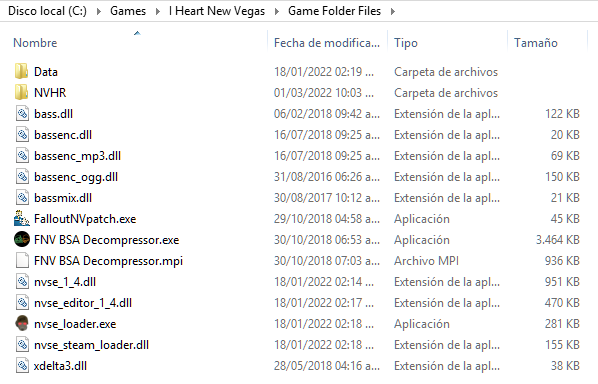 Disco local (C:) ▸ Games ▸ I Heart New Vegas ▸ Game Folder Files ▸
Nombre Fecha de modifica... Tipo Tamaño
Data 18/01/2022 02:19 ... Carpeta de archivos
NVHR 01/03/2022 10:03 ... Carpeta de archivos
bass.dll 06/02/2018 09:42 a... Extensión de la apl... 122 KB
bassenc.dll 16/07/2018 09:25 a... Extensión de la apl... 20 KB
bassenc_mp3.dll 16/07/2018 09:25 a... Extensión de la apl... 69 KB
bassenc_ogg.dll 31/08/2016 06:26 a... Extensión de la apl... 150 KB
bassmix.dll 30/08/2017 10:12 a... Extensión de la apl... 21 KB
FalloutNVpatch.exe 29/10/2018 04:58 a... Aplicación 45 KB
FNV BSA Decompressor.exe 30/10/2018 06:53 a... Aplicación 3.464 KB
FNV BSA Decompressor.mpi 30/10/2018 07:03 a... Archivo MPI 936 KB
nvse_1_4.dll 18/01/2022 02:14 ... Extensión de la apl... 951 KB
nvse_editor_1_4.dll 18/01/2022 02:17 ... Extensión de la apl... 470 KB
nvse_loader.exe 18/01/2022 02:18 ... Aplicación 281 KB
nvse_steam_loader.dll 18/01/2022 02:18 ... Extensión de la apl... 155 KB
xdelta3.dll 28/05/2018 04:16 a... Extensión de la apl... 38 KB